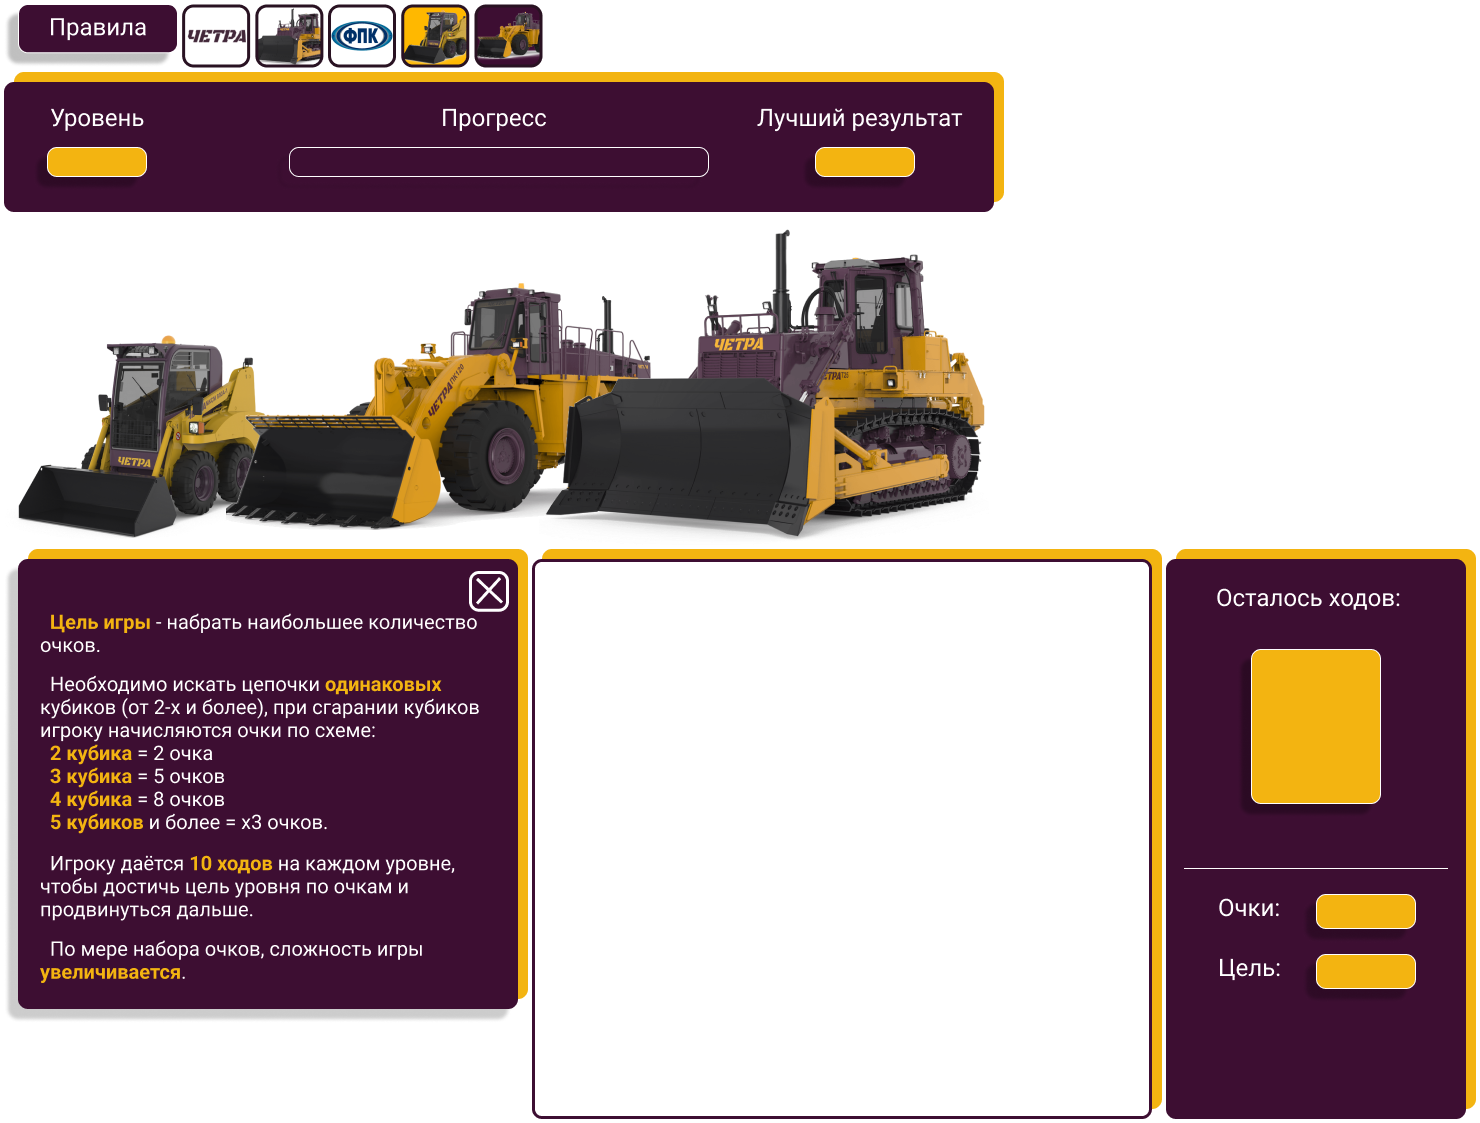 Правила
ЧЕТРА
ФПК
Уровень
Прогресс
Лучший результат
ЧЕТРА
ЧЕТРА
ЧЕТРА
Цель игры - набрать наибольшее количество
очков.
Необходимо искать цепочки одинаковых
кубиков (от 2-х и более), при сгарании кубиков
игроку начисляются очки по схеме:
2 кубика = 2 очка
3 кубика = 5 очков
4 кубика = 8 очков
5 кубиков и более = х3 очков.
Игроку даётся 10 ходов на каждом уровне,
чтобы достичь цель уровня по очкам и
продвинуться дальше.
По мере набора очков, сложность игры
увеличивается.
Осталось ходов:
Очки:
Цель: